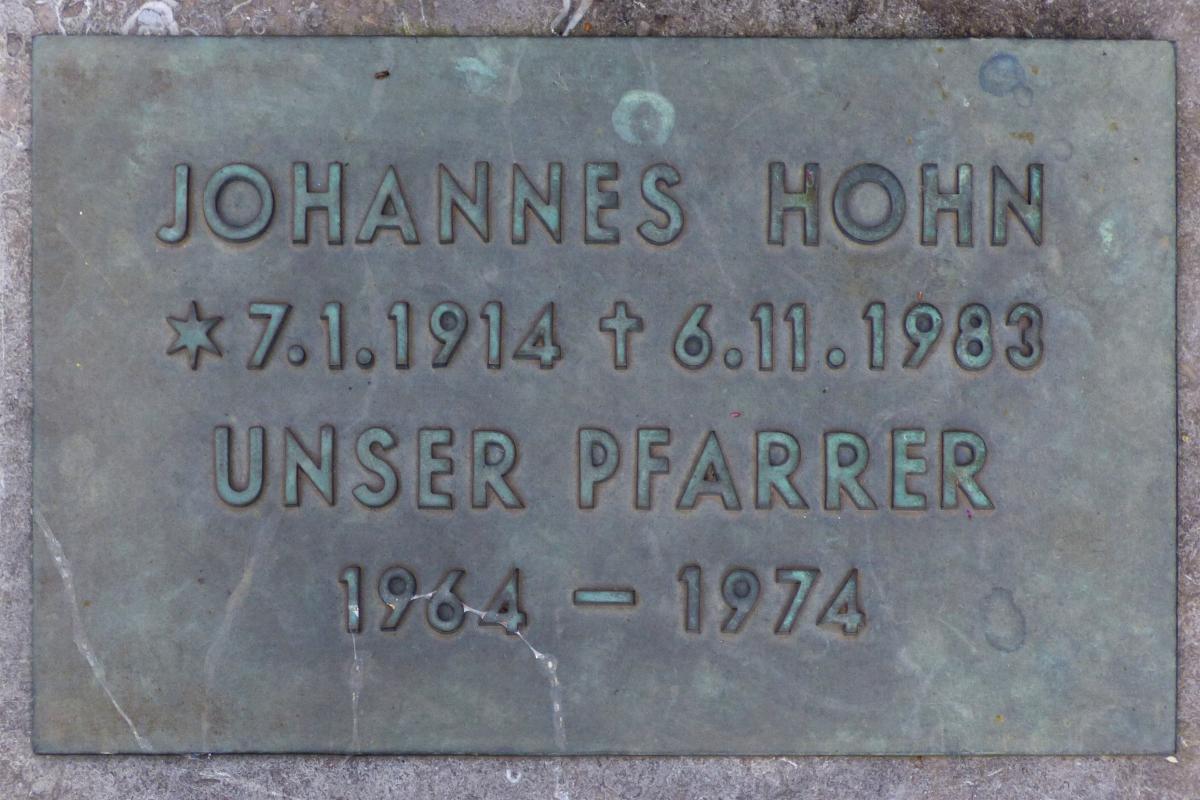 JOHANNES HOHN
* 7.1.1914 † 6.11.1983
UNSER PFARRER
1964 – 1974